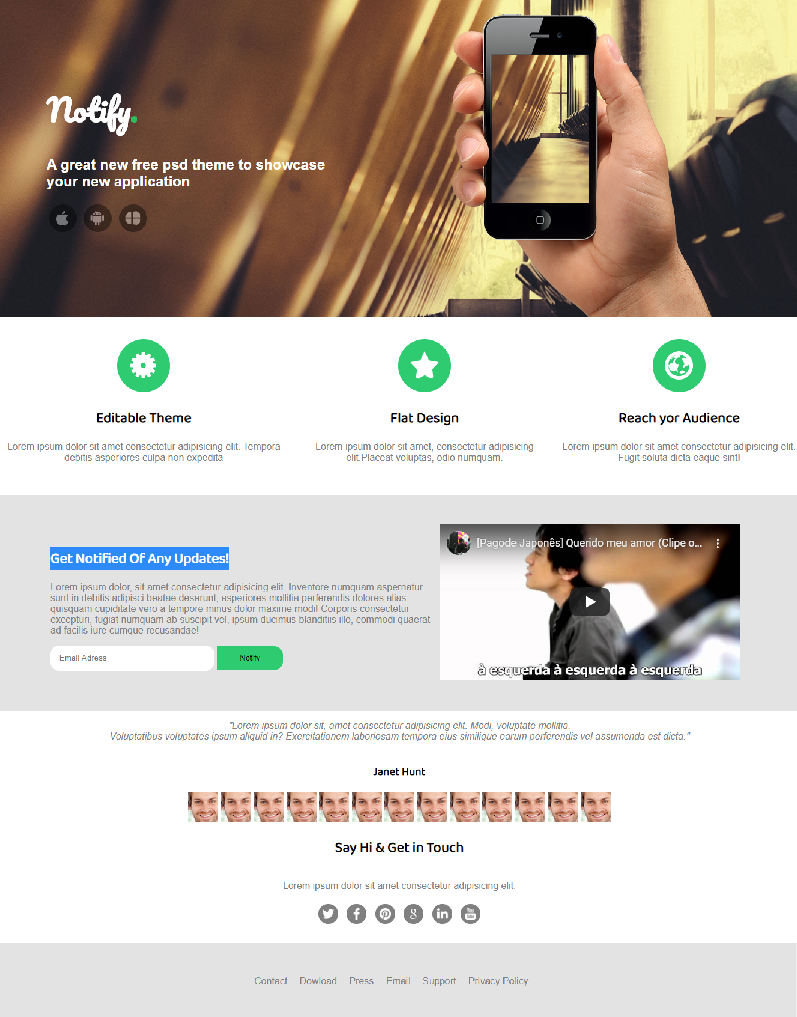 Notify.
A great new free psd theme to showcase
your new application
Editable Theme
Lorem ipsum dolor sit amet consectetur adipisicing elit. Tempora
debitis asperiores culpa non expedita
Flat Design
Lorem ipsum dolor sit amet, consectetur adipisicing
elit.Placeat voluptas, odio numquam.
Reach yor Audience
Lorem ipsum dolor sit amet consectetur adipisicing elit.
Fugit soluta dicta eaque sint!
Get Notified Of Any Updates!
Lorem ipsum dolor, sit amet consectetur adipisicing elit. Inventore numquam aspernatur
sunt in debitis adipisci beatae deserunt, asperiores mollitia perferendis dolores alias
quisquam cupiditate vero a tempore minus dolor maxime modi! Corporis consectetur
excepturi, fugiat numquam ab suscipit vel, ipsum ducimus blanditiis illo, commodi quaerat
ad facilis iure cumque recusandae!
Email Adress
Notify
[Pagode Japonês] Querido meu amor (Clipe o...
à esquerda à esquerda à esquerda
"Lorem ipsum dolor sit, amet consectetur adipisicing elit. Modi, voluptate mollitia.
Voluptatibus voluptates ipsum aliquid in? Exercitationem laboriosam tempora eius similique earum perferendis vel assumenda est dicta."
Janet Hunt
Say Hi & Get in Touch
Lorem ipsum dolor sit amet consectetur adipisicing elit.
Contact Dowload Press Email Support Privacy Policy